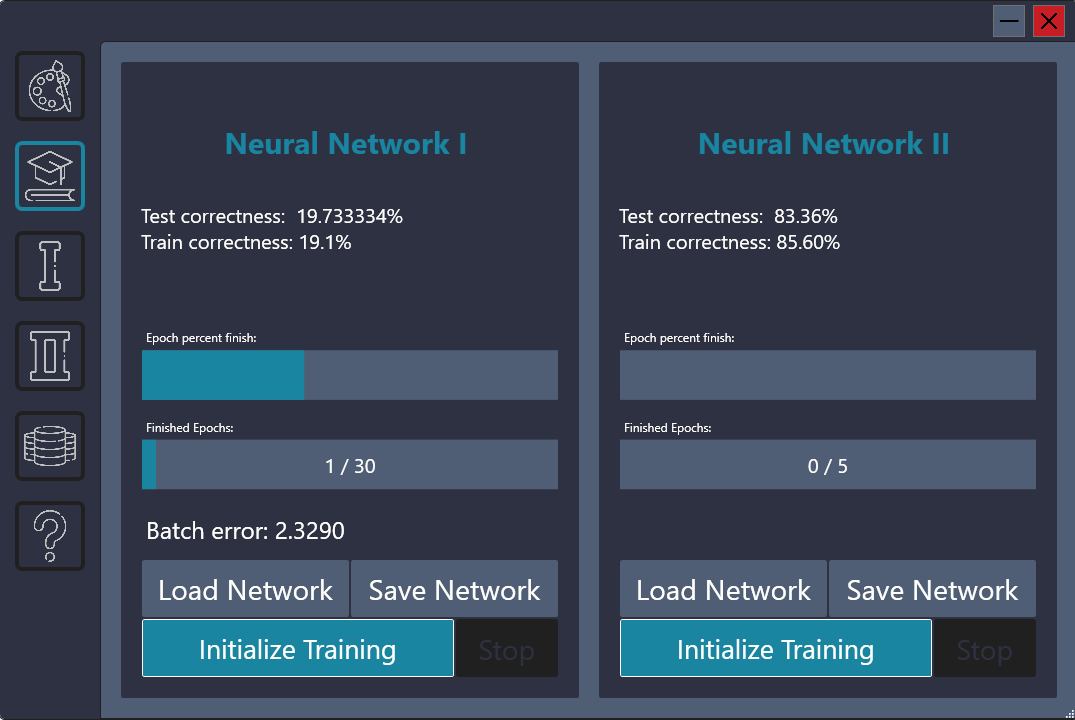 Neural Network I
Test correctness:  19.733334%
Train correctness: 19.1%
Epoch percent finish:
Finished Epochs:
1 / 30
Batch error: 2.3290
Load Network
Save Network
Initialize Training
Stop
Neural Network II
Test correctness:  83.36%
Train correctness: 85.60%
Epoch percent finish:
Finished Epochs:
0 / 5
Load Network
Save Network
Initialize Training
Stop